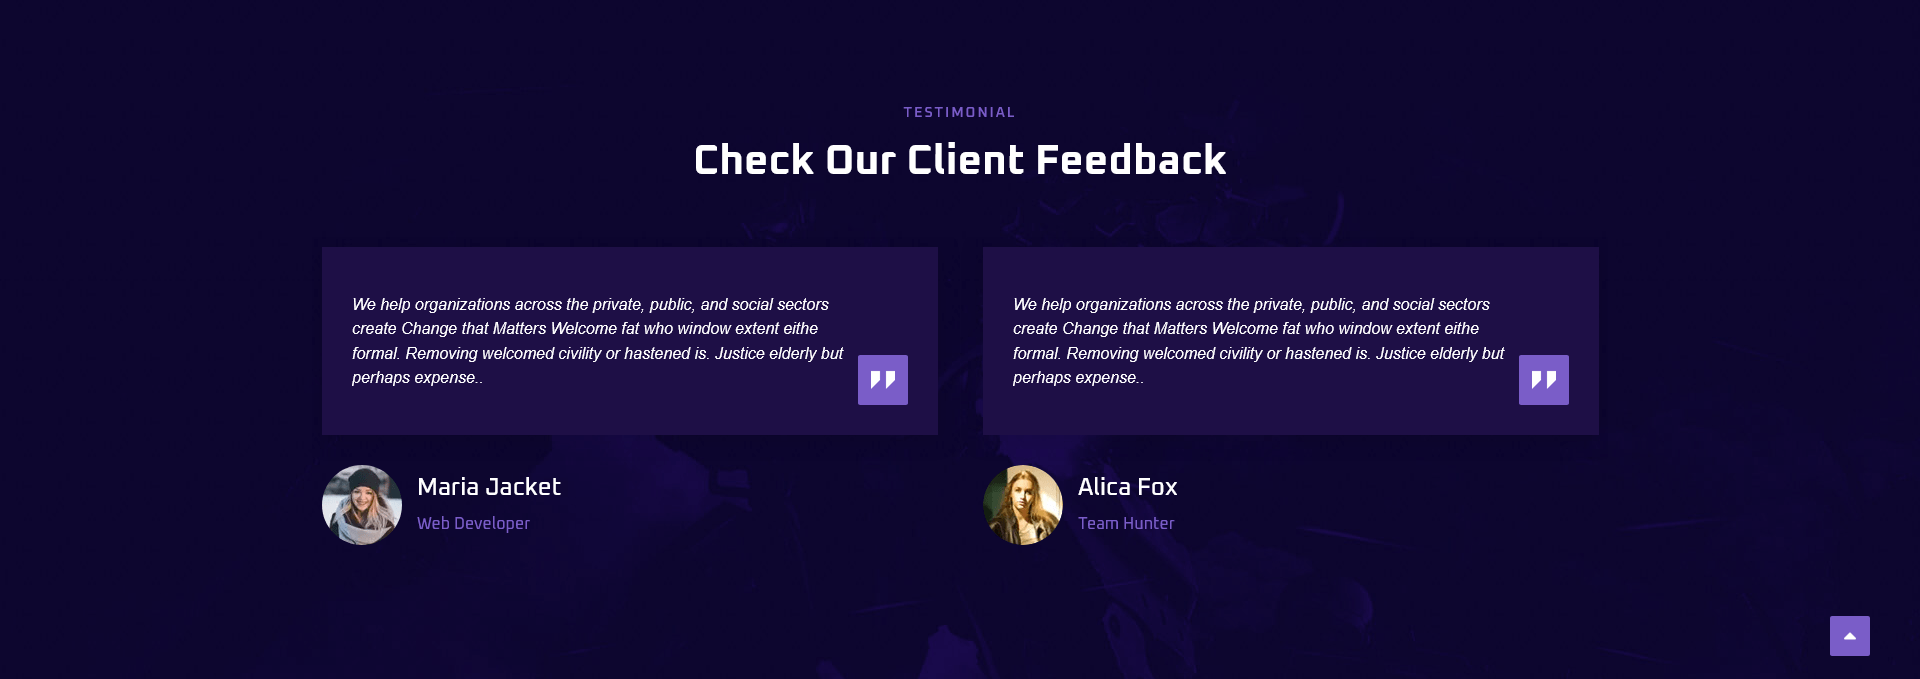 TESTIMONIAL
Check Our Client Feedback
We help organizations across the private, public, and social sectors
create Change that Matters Welcome fat who window extent eithe
formal. Removing welcomed civility or hastened is. Justice elderly but
perhaps expense..
Maria Jacket
Web Developer
We help organizations across the private, public, and social sectors
create Change that Matters Welcome fat who window extent eithe
formal. Removing welcomed civility or hastened is. Justice elderly but
perhaps expense..
Alica Fox
Team Hunter